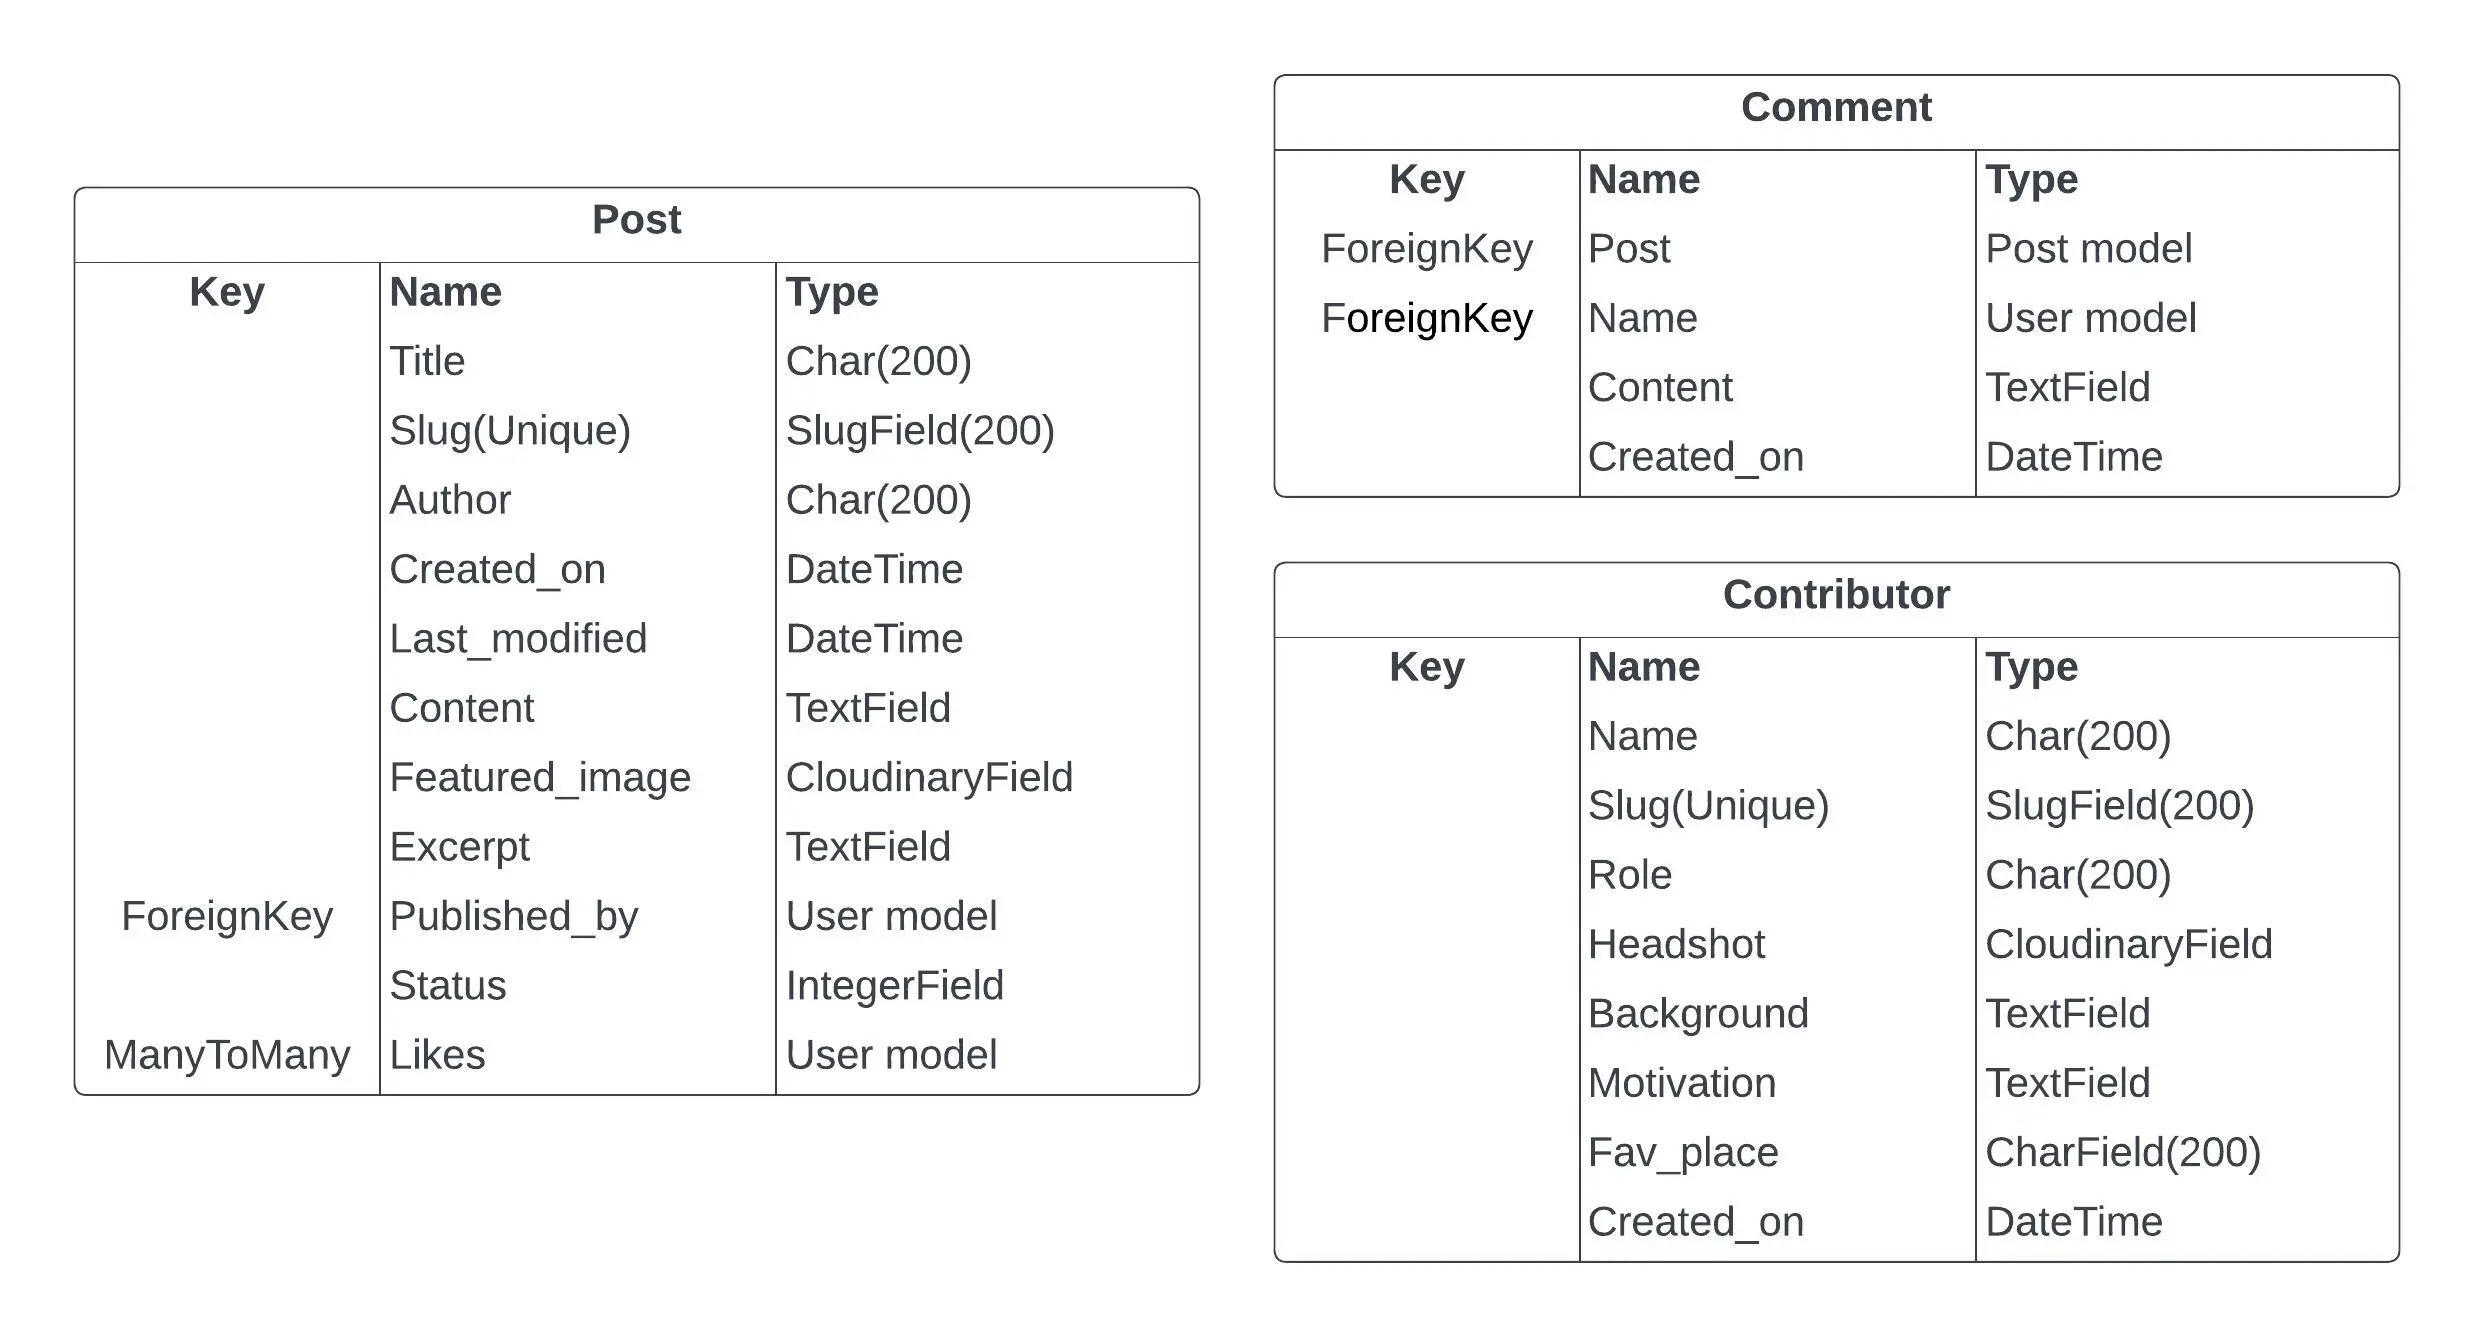 Post
Key Name Type
Title Char(200)
Slug(Unique) SlugField(200)
Author Char(200)
Created_on DateTime
Last_modified DateTime
Content TextField
Featured_image CloudinaryField
Excerpt TextField
ForeignKey Published_by User model
Status IntegerField
ManyToMany Likes User model
Comment
Key Name Type
ForeignKey Post Post model
ForeignKey Name User model
Content TextField
Created_on DateTime
Contributor
Key Name Type
Name Char(200)
Slug(Unique) SlugField(200)
Role Char(200)
Headshot CloudinaryField
Background TextField
Motivation TextField
Fav_place CharField(200)
Created_on DateTime